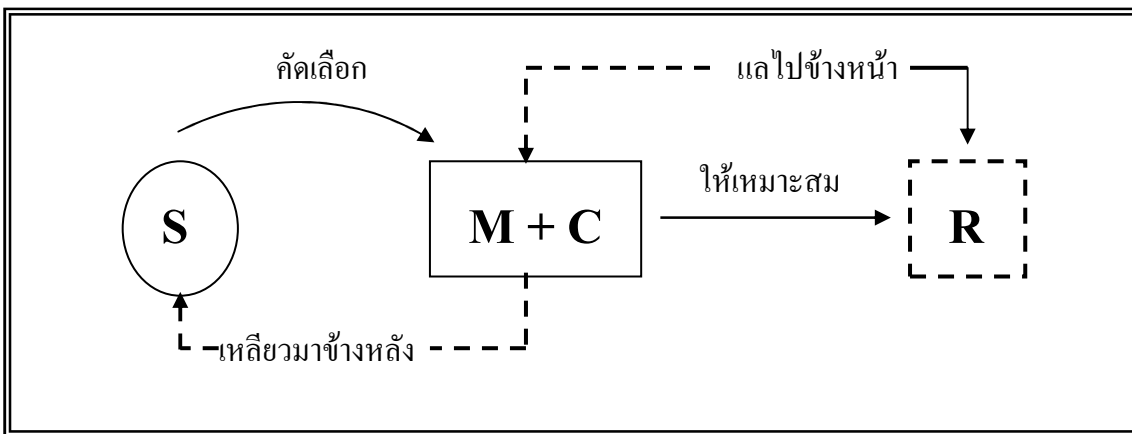 คัดเลือก
แลไปข้างหน้า
ให้เหมาะสม
S
M + C
R
เหลียวมาข้างหลัง